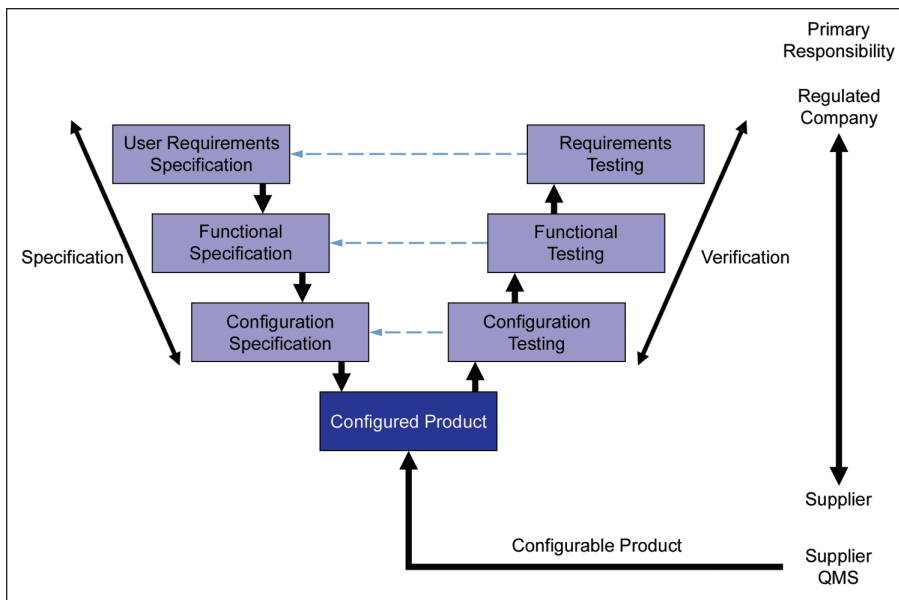 Primary
Responsibility
Regulated
Company
User Requirements
Specification
Requirements
Testing
Functional
Specification
Functional
Testing
Specification
Verification
Configuration
Specification
Configuration
Testing
Configured Product
Supplier
Configurable Product
Supplier
QMS